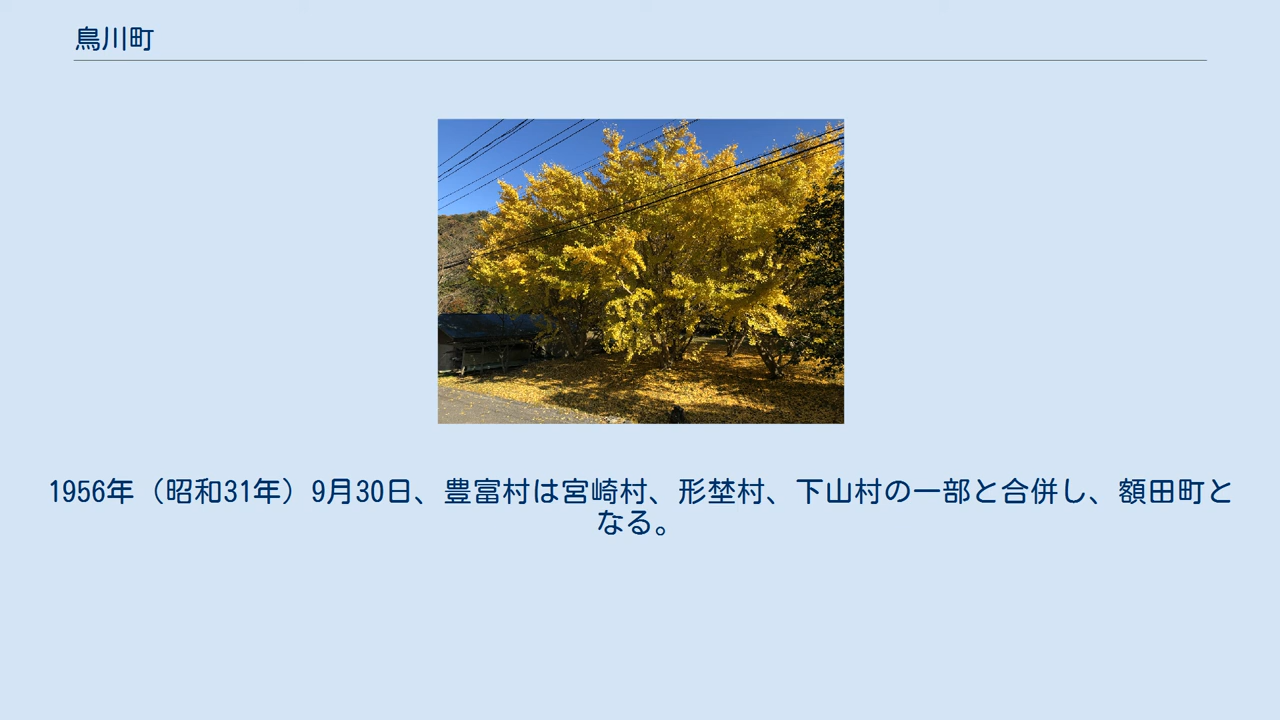 鳥川町
1956年（昭和31年）9月30日、豊富村は宮崎村、形埜村、下山村の一部と合併し、額田町と
なる。